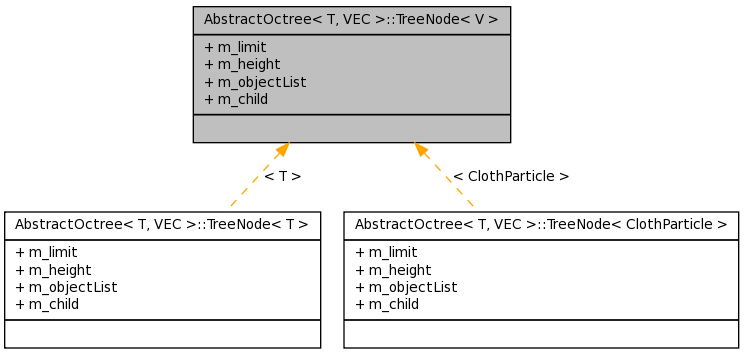 AbstractOctree< T, VEC >::TreeNode< V >
+ m_limit
+ m_height
+ m_objectList
+ m_child
< T >
< ClothParticle >
AbstractOctree< T, VEC >::TreeNode< T >
+ m_limit
+ m_height
+ m_objectList
+ m_child
AbstractOctree< T, VEC >::TreeNode< ClothParticle >
+ m_limit
+ m_height
+ m_objectList
+ m_child